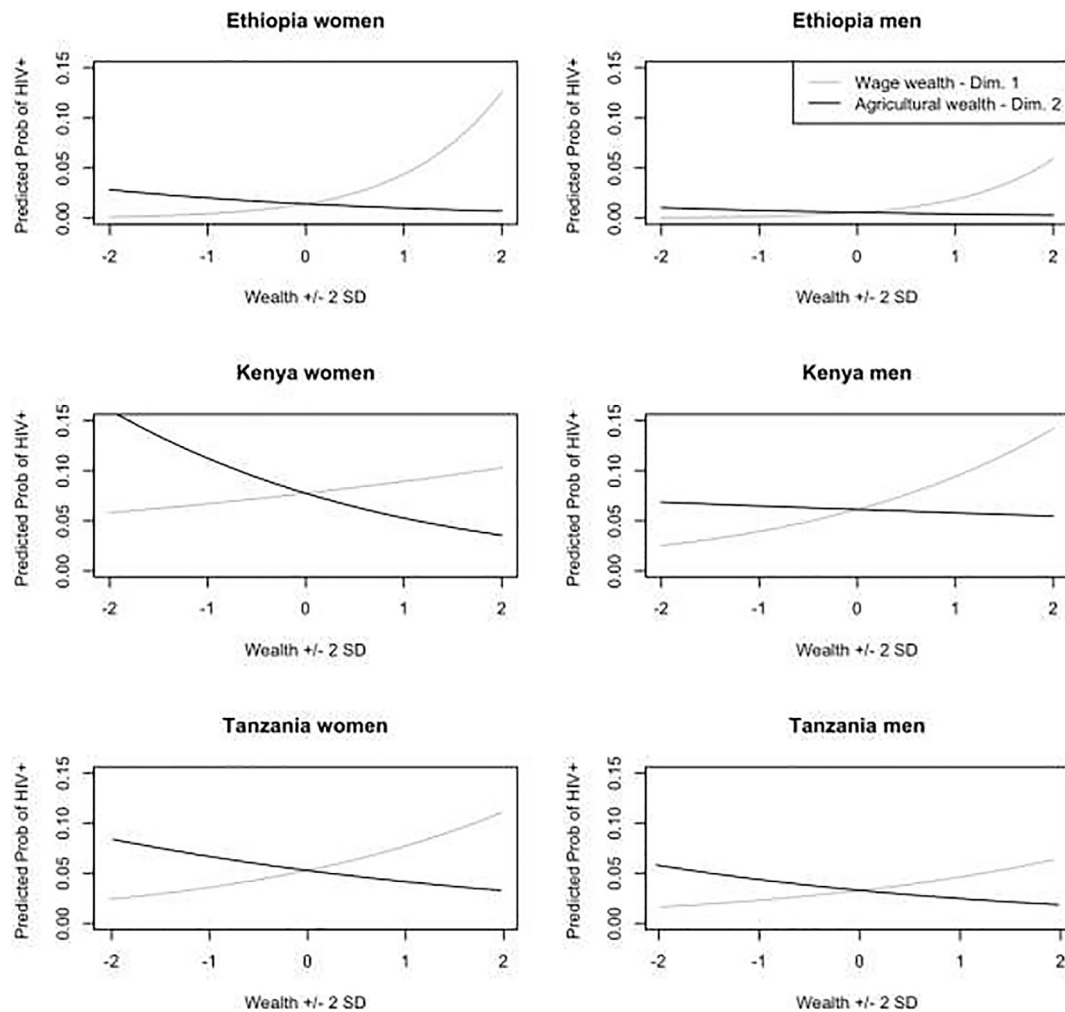 Ethiopia women
Predicted Prob of HIV+
0.15
0.10
0.05
0.00
-2 -1 0 1 2
Wealth +/- 2 SD
Ethiopia men
Predicted Prob of HIV+
0.15
0.10
0.05
0.00
Wage wealth - Dim. 1
Agricultural wealth - Dim. 2
-2 -1 0 1 2
Wealth +/- 2 SD
Kenya women
Predicted Prob of HIV+
0.15
0.10
0.05
0.00
-2 -1 0 1 2
Wealth +/- 2 SD
Kenya men
Predicted Prob of HIV+
0.15
0.10
0.05
0.00
-2 -1 0 1 2
Wealth +/- 2 SD
Tanzania women
Predicted Prob of HIV+
0.15
0.10
0.05
0.00
-2 -1 0 1 2
Wealth +/- 2 SD
Tanzania men
Predicted Prob of HIV+
0.15
0.10
0.05
0.00
-2 -1 0 1 2
Wealth +/- 2 SD